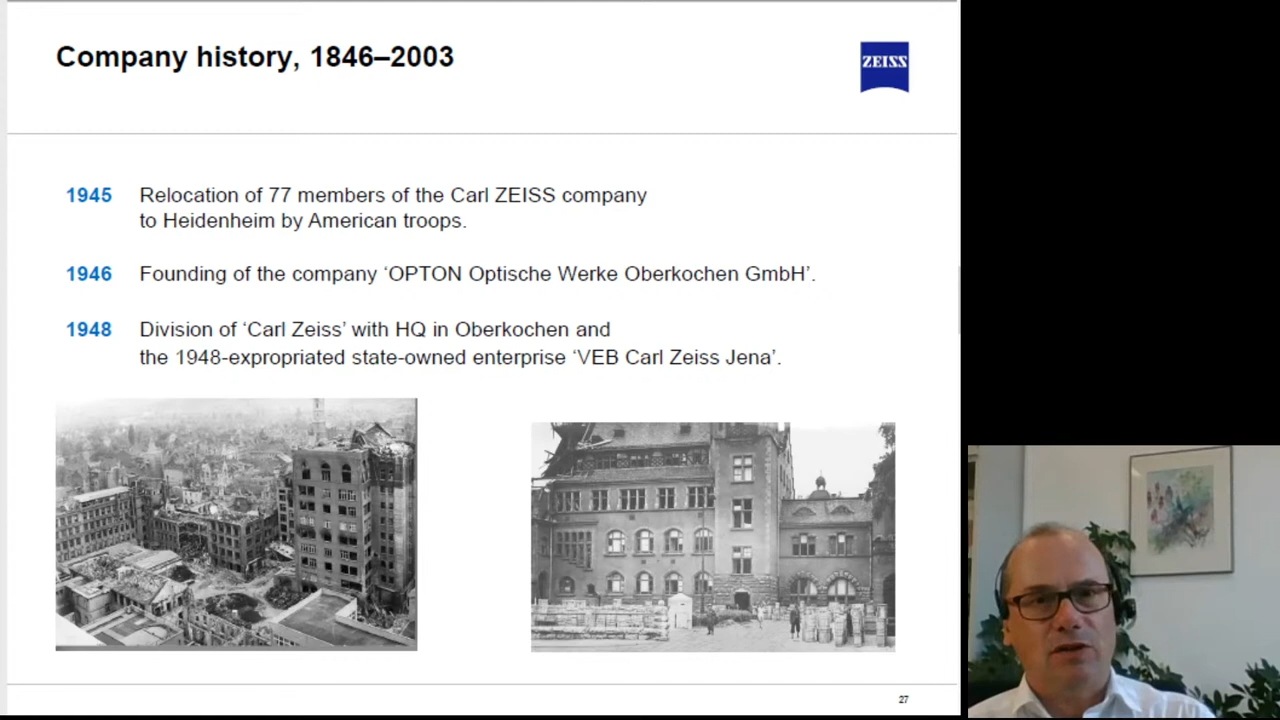 Company history, 1846–2003
ZEISS
1945 Relocation of 77 members of the Carl ZEISS company
to Heidenheim by American troops.
1946 Founding of the company ‘OPTON Optische Werke Oberkochen GmbH’.
1948 Division of ‘Carl Zeiss’ with HQ in Oberkochen and
the 1948-expropriated state-owned enterprise ‘VEB Carl Zeiss Jena’.
27